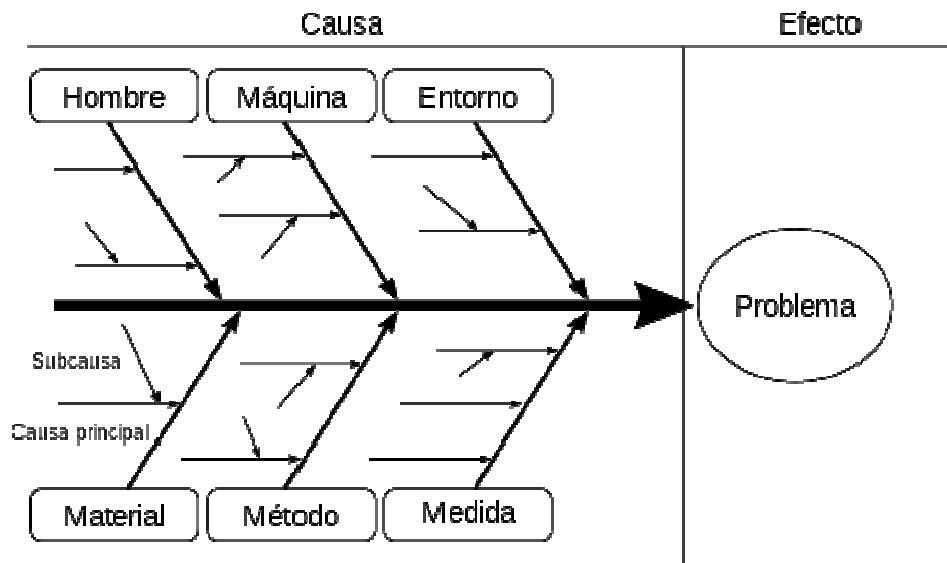 Causa
Efecto
Hombre
Máquina
Entorno
Problema
Subcausa
Causa principal
Material
Método
Medida